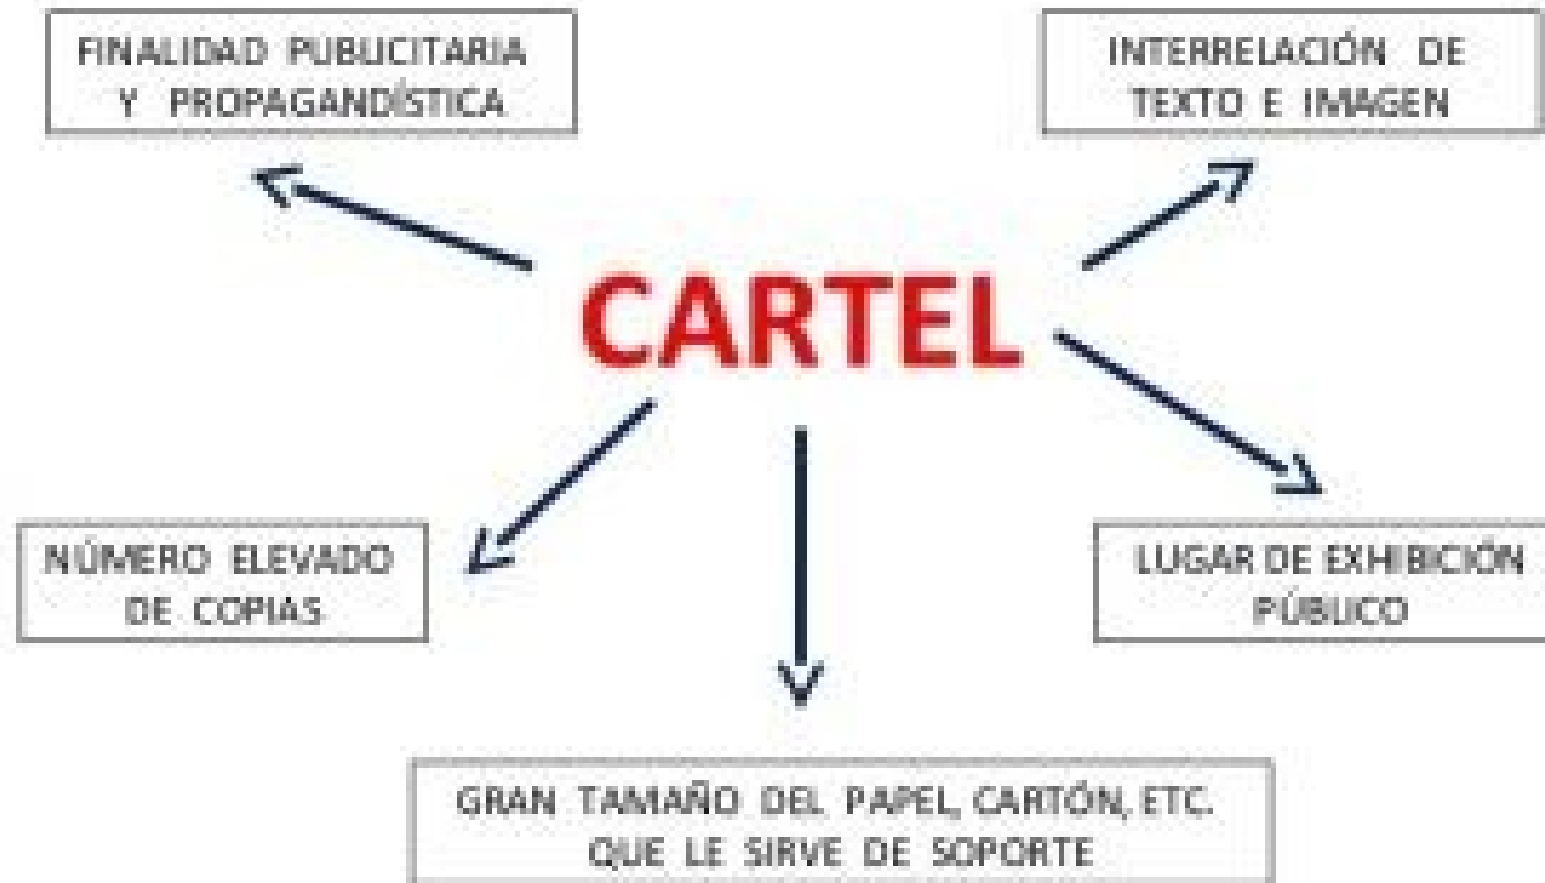 FINALIDAD PUBLICITARIA
Y PROPAGANDÍSTICA
INTERRELACIÓN DE
TEXTO E IMAGEN
CARTEL
NÚMERO ELEVADO
DE COPIAS
LUGAR DE EXHIBICIÓN
PÚBLICO
GRAN TAMAÑO DEL PAPEL, CARTÓN, ETC.
QUE LE SIRVE DE SOPORTE